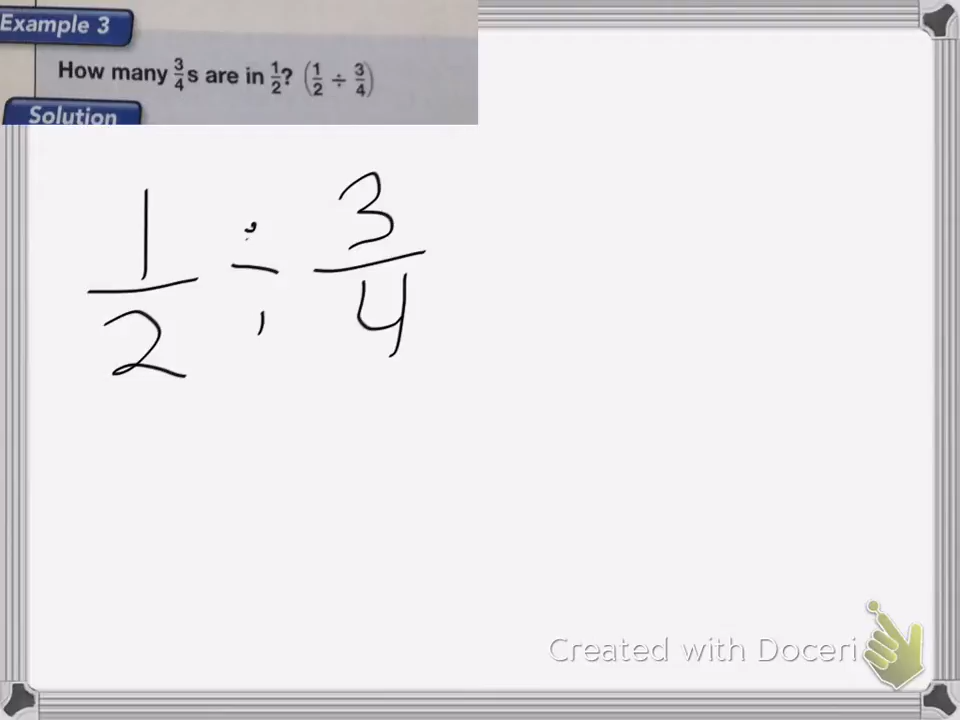 Example 3
How many 3/4s are in 1/2? (1/2 ÷ 3/4)
Solution
1/2 ÷ 3/4
Created with Doceri